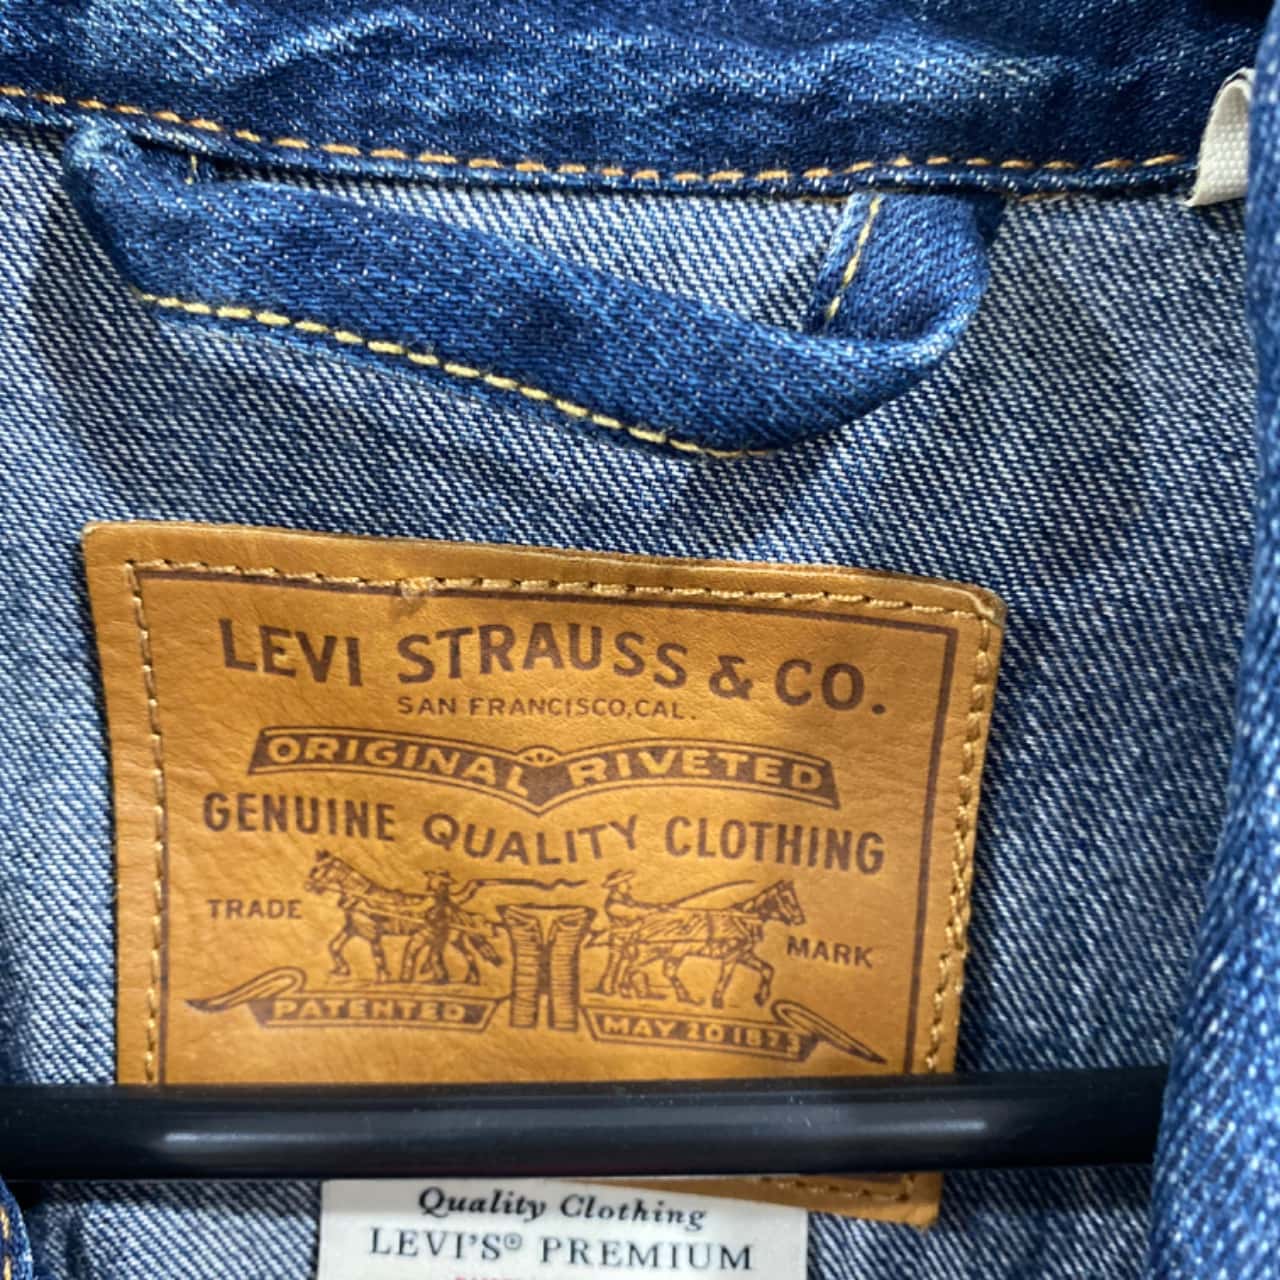 LEVI STRAUSS & CO.
SAN FRANCISCO, CAL.
ORIGINAL RIVETED
GENUINE QUALITY CLOTHING
TRADE MARK
PATENTED MAY 20 1873
Quality Clothing
LEVI'S® PREMIUM